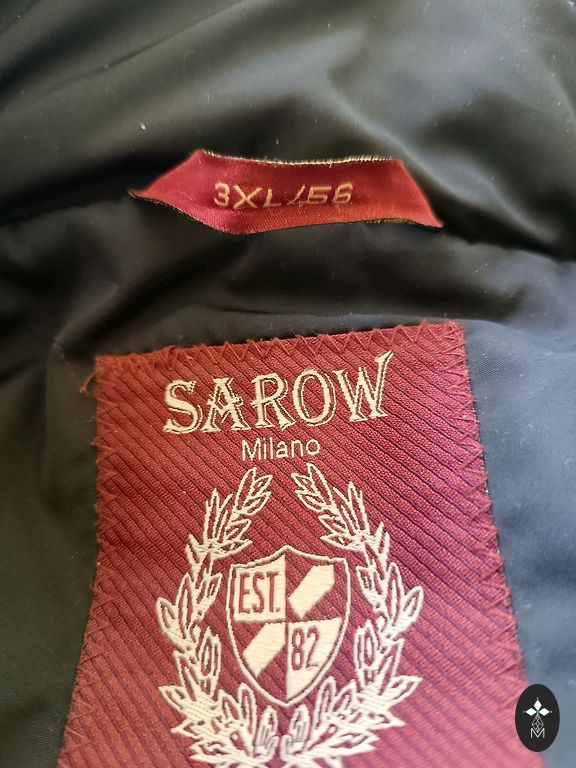 3XL/56
SAROW
Milano
EST.
82
M